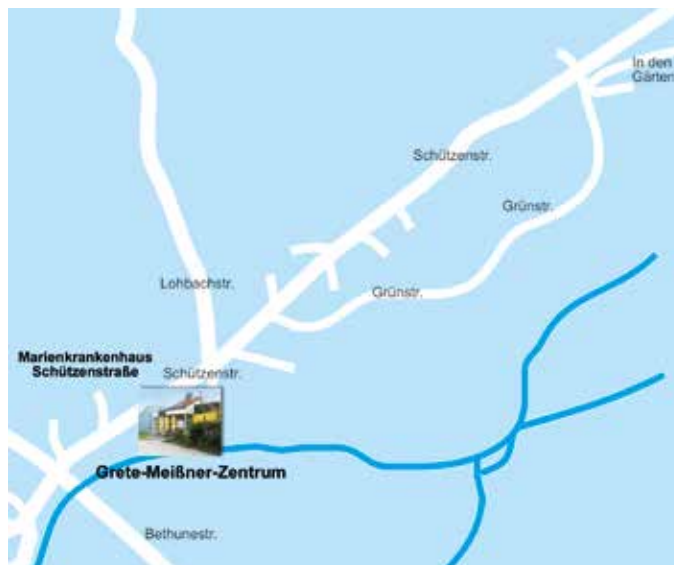 In den
Gärten
Schützenstr.
Grünstr.
Lohbachstr.
Grünstr.
Marienkrankenhaus
Schützenstraße
Schützenstr.
Grete-Meißner-Zentrum
Bethunestr.